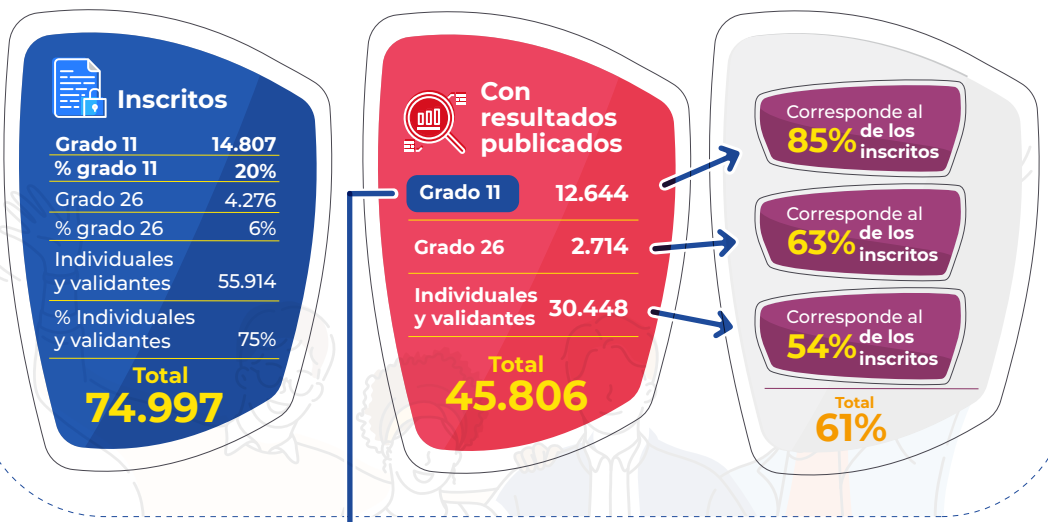 Inscritos
Grado 11 14.807
% grado 11 20%
Grado 26 4.276
% grado 26 6%
Individuales
y validantes 55.914
% Individuales
y validantes 75%
Total
74.997
Con
resultados
publicados
Grado 11 12.644
Grado 26 2.714
Individuales
y validantes 30.448
Total
45.806
Corresponde al
85% de los
inscritos
Corresponde al
63% de los
inscritos
Corresponde al
54% de los
inscritos
Total
61%